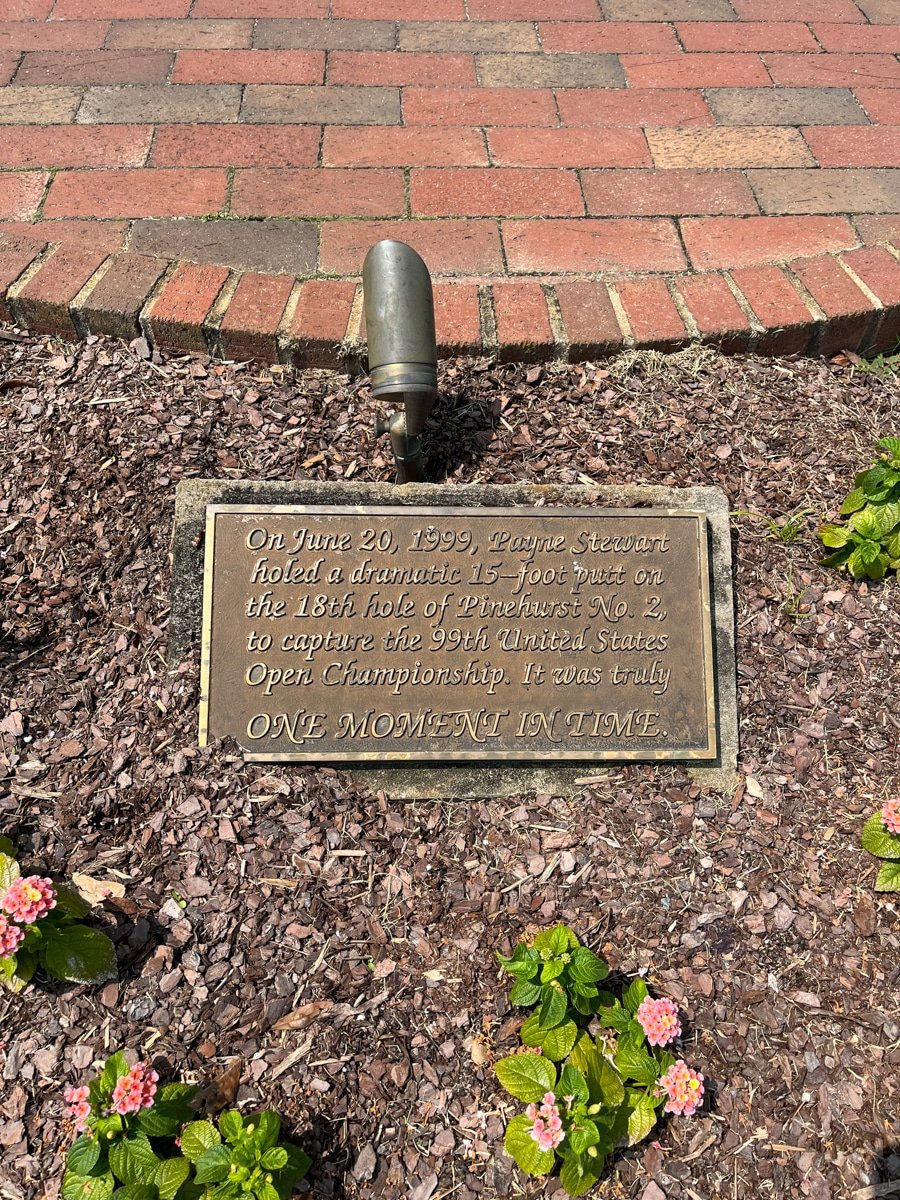 On June 20, 1999, Payne Stewart
holed a dramatic 15–foot putt on
the 18th hole of Pinehurst No. 2,
to capture the 99th United States
Open Championship. It was truly
ONE MOMENT IN TIME.